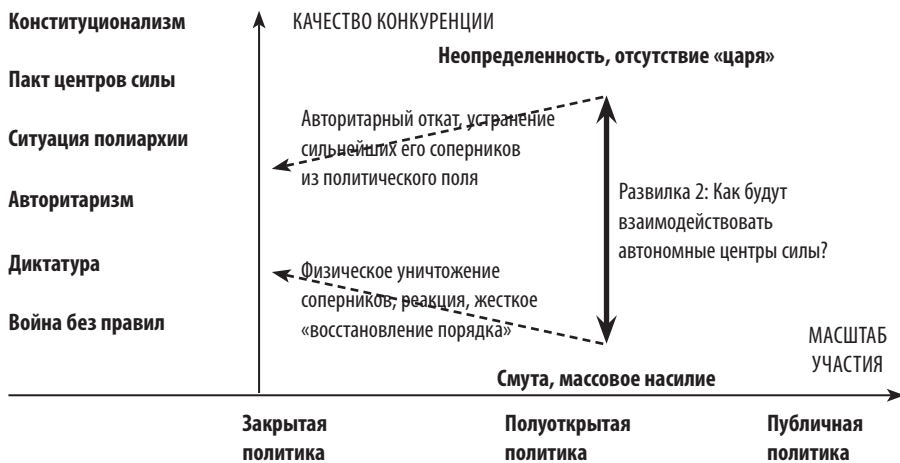 Конституционализм
КАЧЕСТВО КОНКУРЕНЦИИ
Неопределенность, отсутствие «царя»
Пакт центров силы
Ситуация полиархии
Авторитарный откат, устранение
сильнейших его соперников
из политического поля
Авторитаризм
Развилка 2: Как будут
взаимодействовать
автономные центры силы?
Диктатура
Физическое уничтожение
соперников, реакция, жесткое
«восстановление порядка»
Война без правил
МАСШТАБ
УЧАСТИЯ
Смута, массовое насилие
Закрытая
политика
Полуоткрытая
политика
Публичная
политика